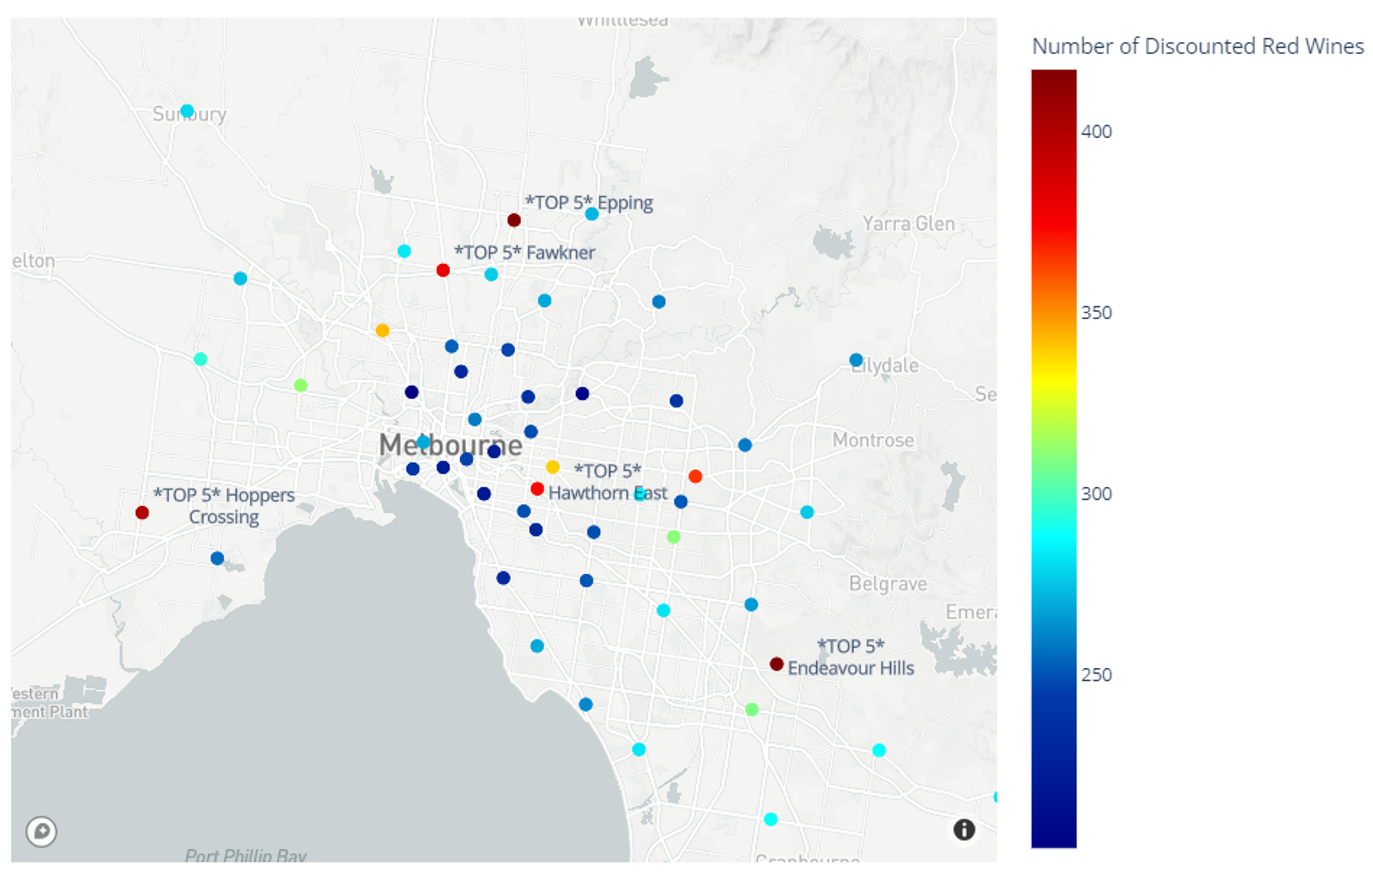 Whittlesea
Number of Discounted Red Wines
Sunbury
400
*TOP 5* Epping
Yarra Glen
*TOP 5* Fawkner
elton
350
Lilydale
Se
Melbourne
Montrose
*TOP 5*
Hawthorn East
300
*TOP 5* Hoppers
Crossing
Belgrave
Emera
*TOP 5*
Endeavour Hills
250
estern
ment Plant
i
Port Phillip Bay
Cranbourne